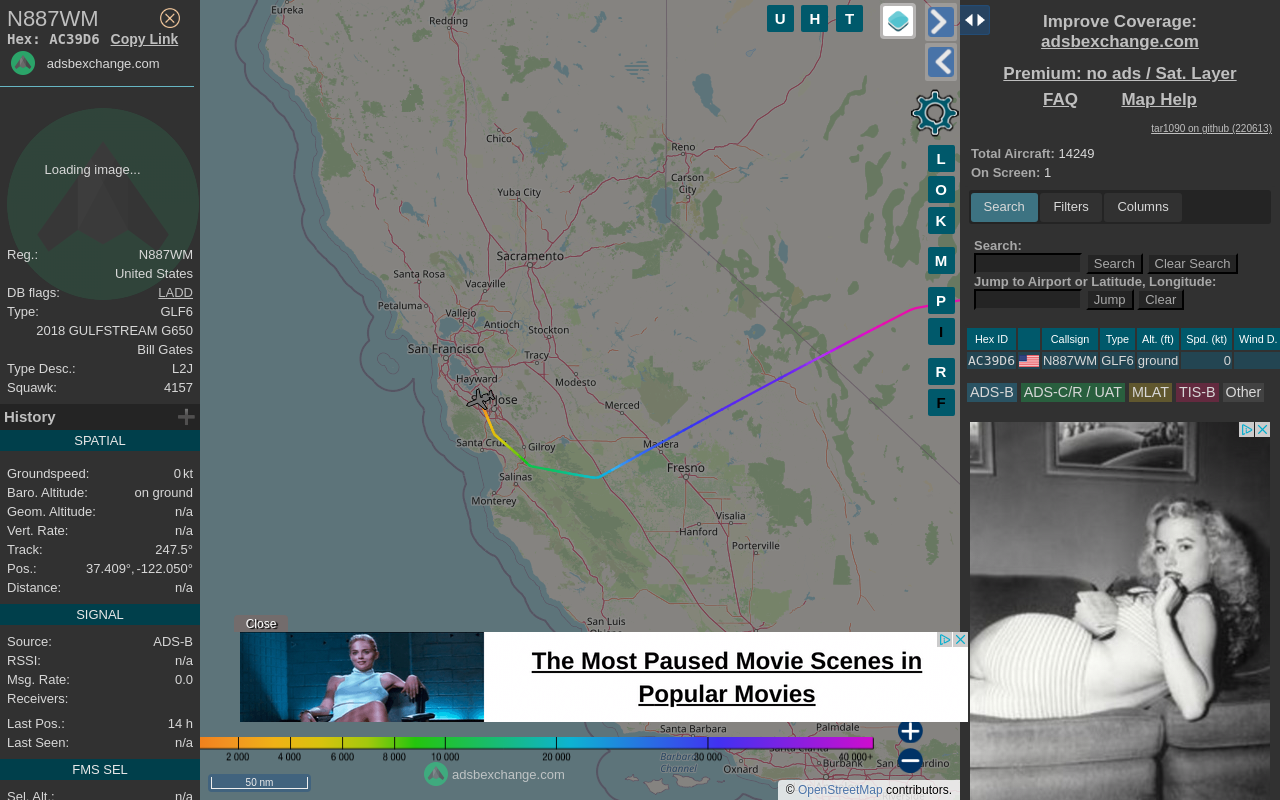 N887WM
Hex: AC39D6 Copy Link
adsbexchange.com
Loading image...
Reg.: N887WM
United States
DB flags: LADD
Type: GLF6
2018 GULFSTREAM G650
Bill Gates
Type Desc.: L2J
Squawk: 4157
History
SPATIAL
Groundspeed: 0 kt
Baro. Altitude: on ground
Geom. Altitude: n/a
Vert. Rate: n/a
Track: 247.5°
Pos.: 37.409°, -122.050°
Distance: n/a
SIGNAL
Source: ADS-B
RSSI: n/a
Msg. Rate: 0.0
Receivers:
Last Pos.: 14 h
Last Seen: n/a
FMS SEL
Sel. Alt.: n/a
Eureka
Redding
Chico
Reno
Carson
City
Yuba City
Sacramento
Santa Rosa
Vacaville
Petaluma
Vallejo
Antioch
Stockton
San Francisco
Tracy
Hayward
Modesto
Jose
Merced
Santa Cruz
Gilroy
Madera
Salinas
Fresno
Monterey
Visalia
Hanford
Porterville
San Luis
U H T
L
O
K
M
P
I
R
F
Close
The Most Paused Movie Scenes in
Popular Movies
Santa Barbara
Palmdale
Santa Clarita
2 000 4 000 6 000 8 000 10 000 20 000 30 000 40 000+
Barbara
Channel
Oxnard
Burbank
adsbexchange.com
50 nm
© OpenStreetMap contributors.
Improve Coverage:
adsbexchange.com
Premium: no ads / Sat. Layer
FAQ Map Help
tar1090 on github (220613)
Total Aircraft: 14249
On Screen: 1
Search Filters Columns
Search:
Search Clear Search
Jump to Airport or Latitude, Longitude:
Jump Clear
Hex ID Callsign Type Alt. (ft) Spd. (kt) Wind D.
AC39D6 N887WM GLF6 ground 0
ADS-B ADS-C/R / UAT MLAT TIS-B Other